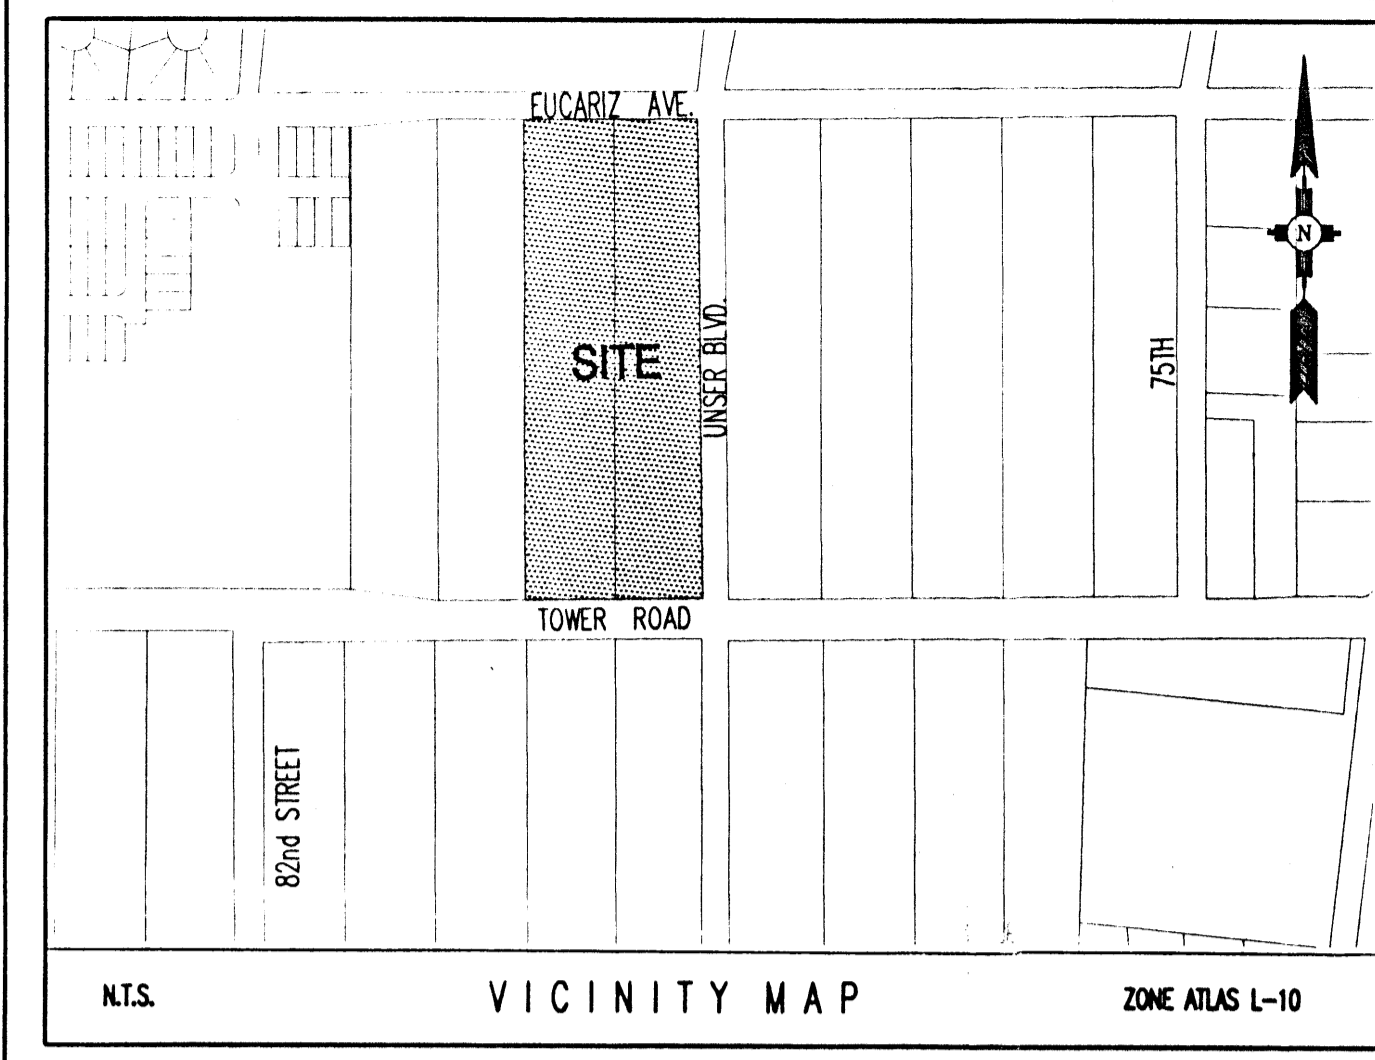 EUCARIZ AVE.
N
UNSER BLVD.
75TH
SITE
TOWER ROAD
82nd STREET
N.T.S.
VICINITY MAP
ZONE ATLAS L-10